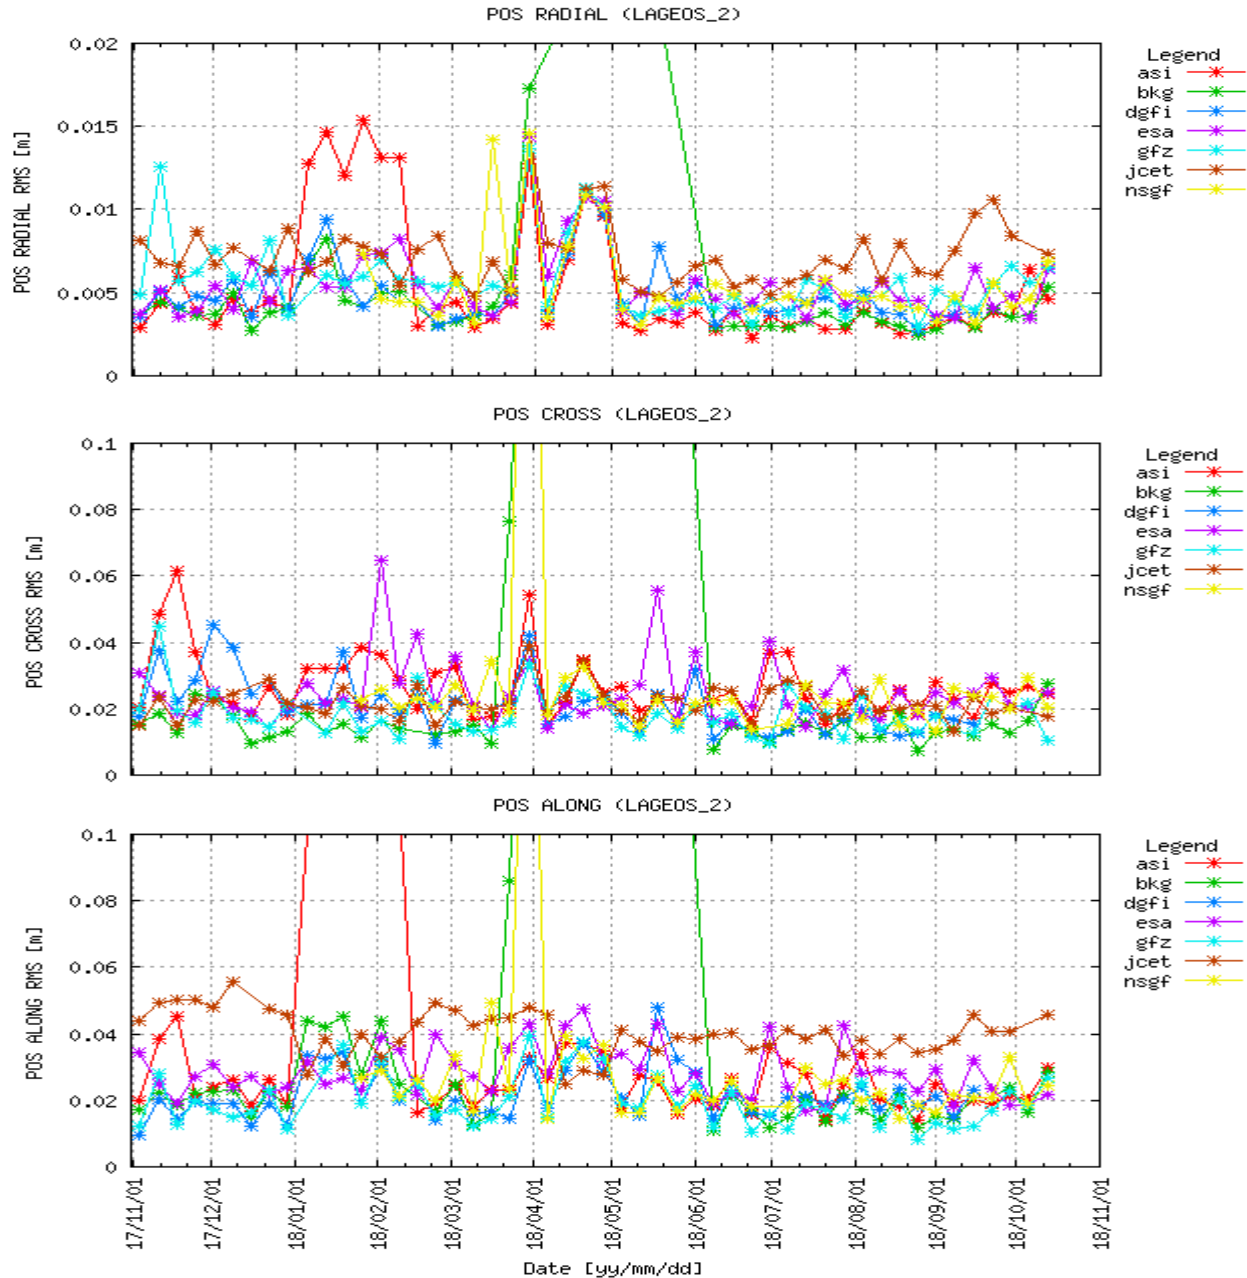 POS RADIAL (LAGEOS_2)
0.02
0.015
0.01
0.005
0
POS RADIAL RMS [m]
Legend
asi
bkg
dgfi
esa
gfz
jcet
nsgf
POS CROSS (LAGEOS_2)
0.1
0.08
0.06
0.04
0.02
0
POS CROSS RMS [m]
Legend
asi
bkg
dgfi
esa
gfz
jcet
nsgf
POS ALONG (LAGEOS_2)
0.1
0.08
0.06
0.04
0.02
0
POS ALONG RMS [m]
Legend
asi
bkg
dgfi
esa
gfz
jcet
nsgf
17/11/01
17/12/01
18/01/01
18/02/01
18/03/01
18/04/01
18/05/01
18/06/01
18/07/01
18/08/01
18/09/01
18/10/01
18/11/01
Date [yy/mm/dd]